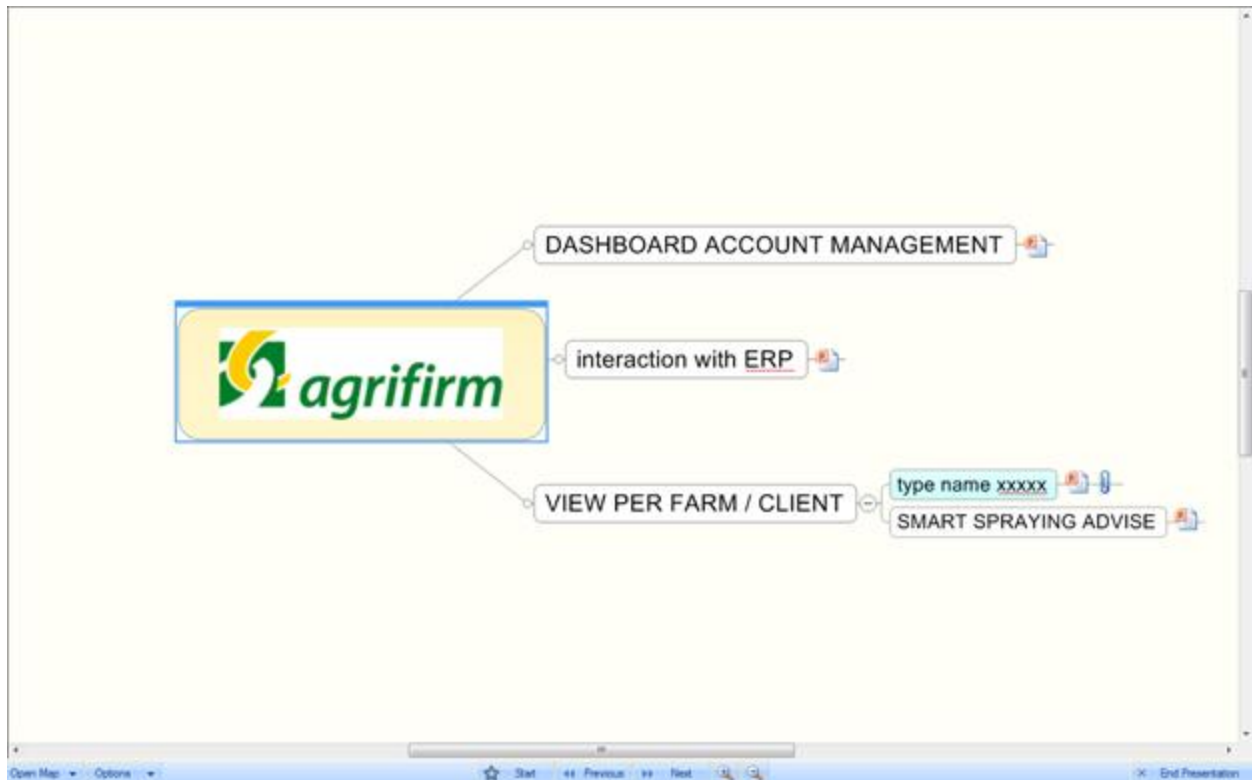 DASHBOARD ACCOUNT MANAGEMENT
agrifirm
interaction with ERP
VIEW PER FARM / CLIENT
type name xxxxx
SMART SPRAYING ADVISE
Open Map Options Start Previous Next End Presentation